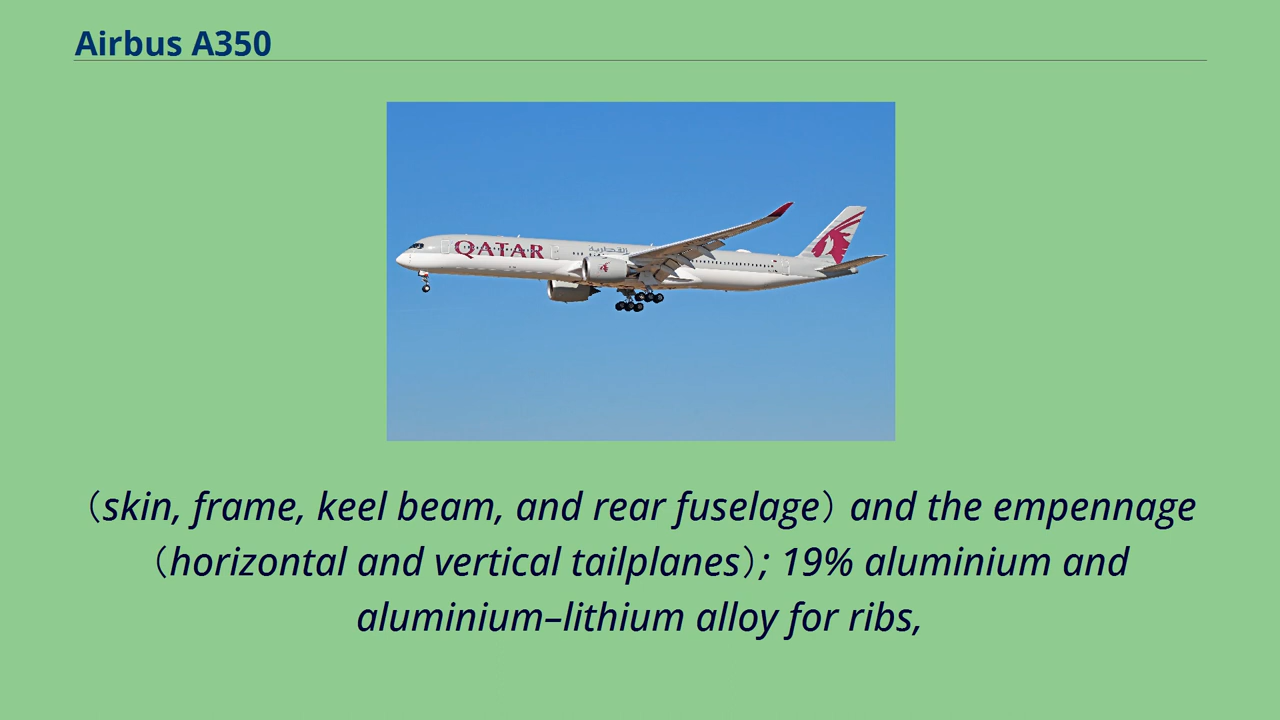 Airbus A350
QATAR
القطرية
（skin, frame, keel beam, and rear fuselage） and the empennage
（horizontal and vertical tailplanes）; 19% aluminium and
aluminium–lithium alloy for ribs,